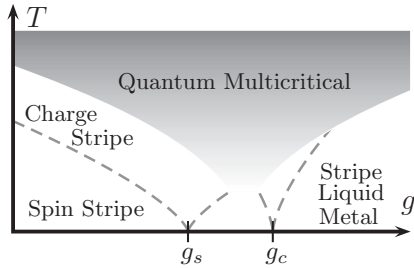 T
Quantum Multicritical
Charge
Stripe
Spin Stripe
Stripe
Liquid
Metal
g
g_s
g_c